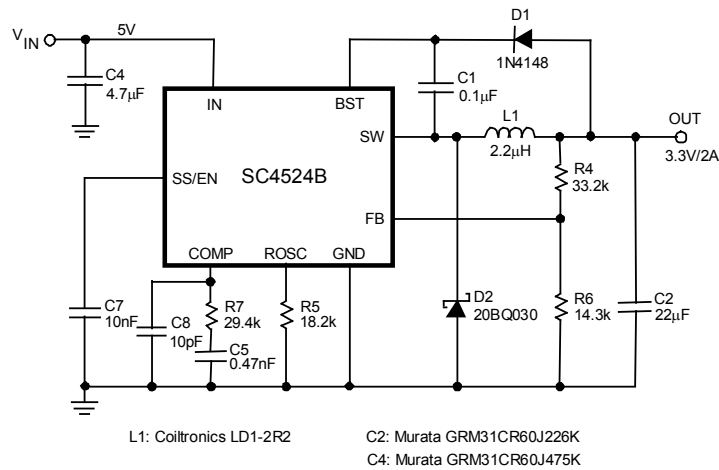 D1
V IN
5V
1N4148
C4
4.7µF
C1
0.1µF
IN
BST
L1
OUT
SW
2.2µH
3.3V/2A
SS/EN
SC4524B
R4
33.2k
FB
COMP
ROSC
GND
C7
10nF
C8
10pF
R7
29.4k
C5
0.47nF
R5
18.2k
D2
20BQ030
R6
14.3k
C2
22µF
L1: Coiltronics LD1-2R2
C2: Murata GRM31CR60J226K
C4: Murata GRM31CR60J475K